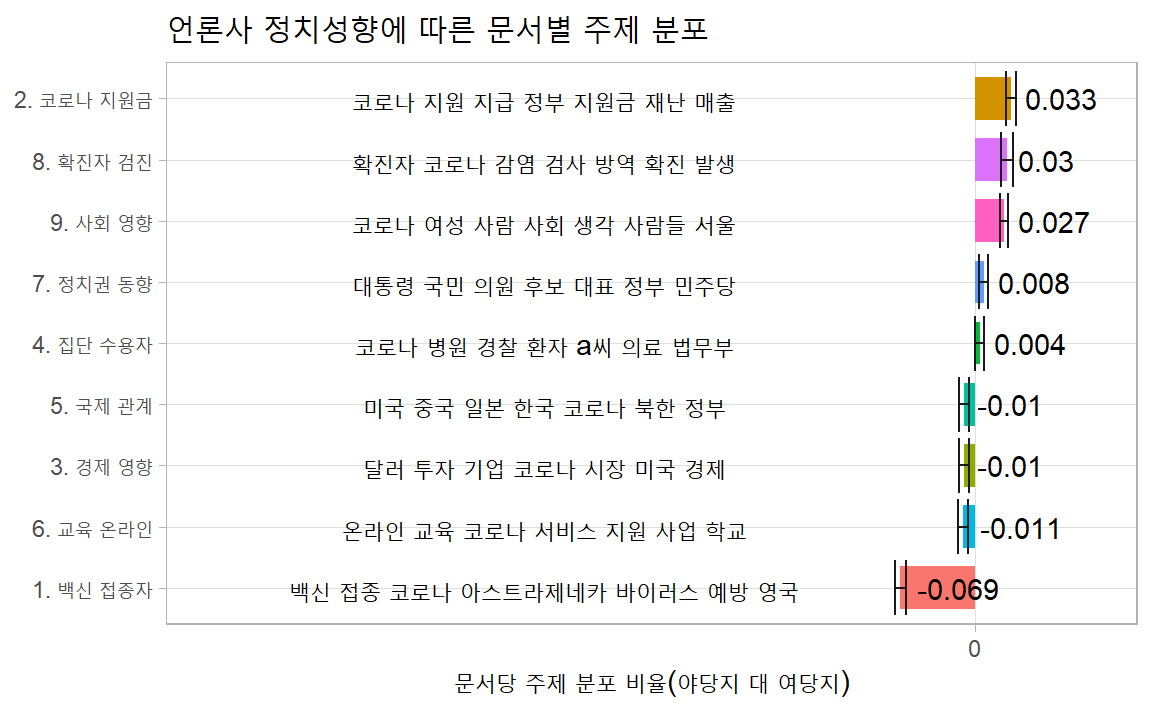 언론사 정치성향에 따른 문서별 주제 분포
2. 코로나 지원금 코로나 지원 지급 정부 지원금 재난 매출 0.033
8. 확진자 검진 확진자 코로나 감염 검사 방역 확진 발생 0.03
9. 사회 영향 코로나 여성 사람 사회 생각 사람들 서울 0.027
7. 정치권 동향 대통령 국민 의원 후보 대표 정부 민주당 0.008
4. 집단 수용자 코로나 병원 경찰 환자 a씨 의료 법무부 0.004
5. 국제 관계 미국 중국 일본 한국 코로나 북한 정부 -0.01
3. 경제 영향 달러 투자 기업 코로나 시장 미국 경제 -0.01
6. 교육 온라인 온라인 교육 코로나 서비스 지원 사업 학교 -0.011
1. 백신 접종자 백신 접종 코로나 아스트라제네카 바이러스 예방 영국 -0.069
0
문서당 주제 분포 비율(야당지 대 여당지)